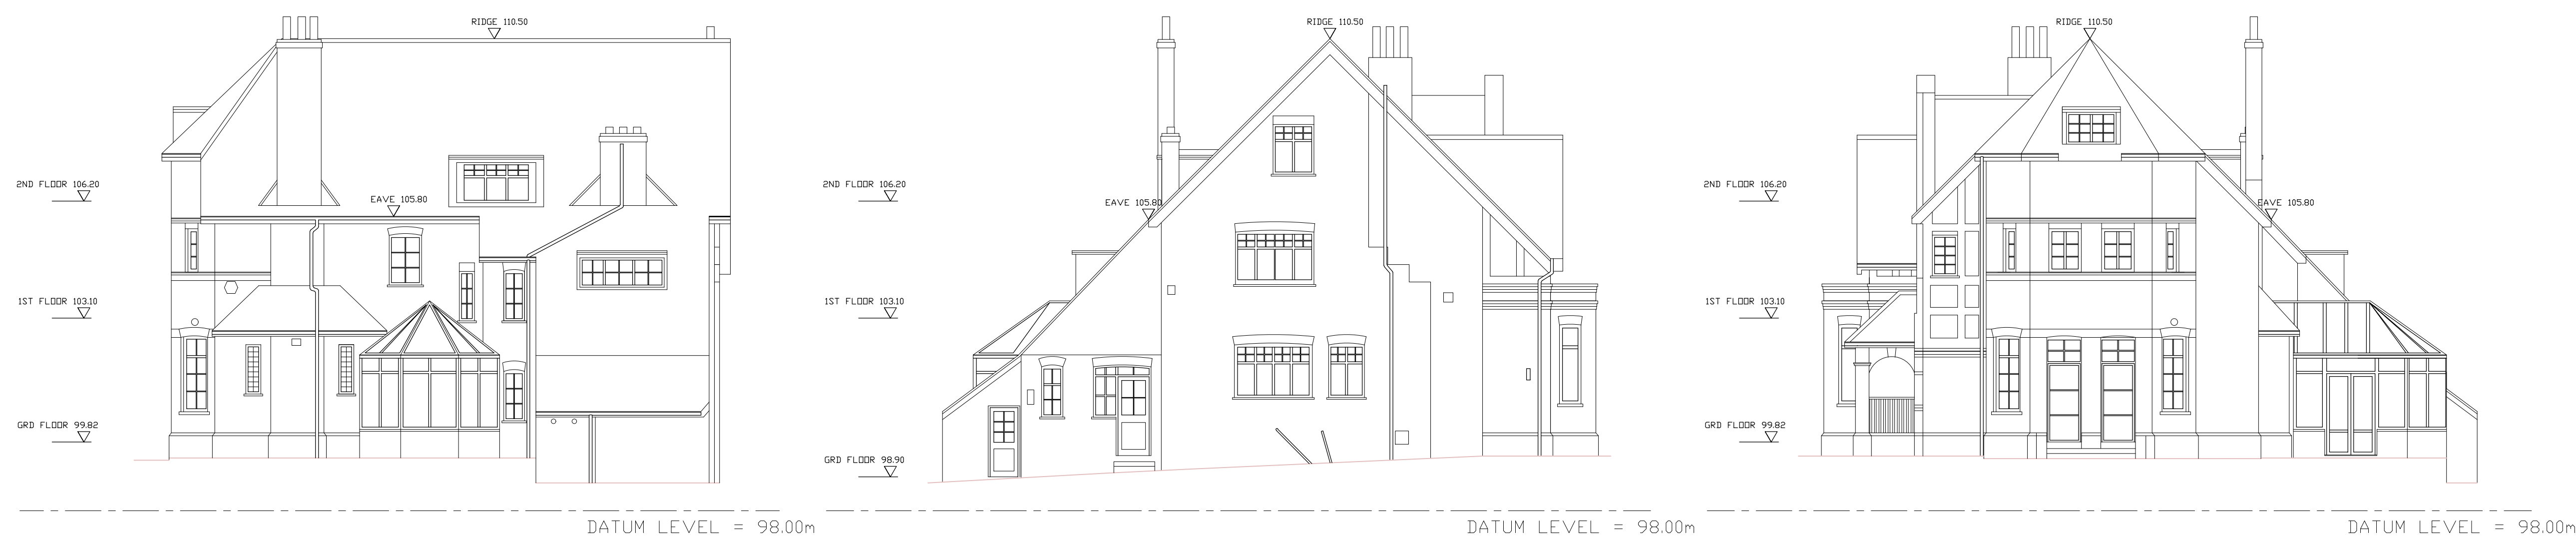 RIDGE 110.50
2ND FLOOR 106.20
EAVE 105.80
1ST FLOOR 103.10
GRD FLOOR 99.82
DATUM LEVEL = 98.00m
RIDGE 110.50
2ND FLOOR 106.20
EAVE 105.80
1ST FLOOR 103.10
GRD FLOOR 98.90
DATUM LEVEL = 98.00m
RIDGE 110.50
2ND FLOOR 106.20
EAVE 105.80
1ST FLOOR 103.10
GRD FLOOR 99.82
DATUM LEVEL = 98.00m